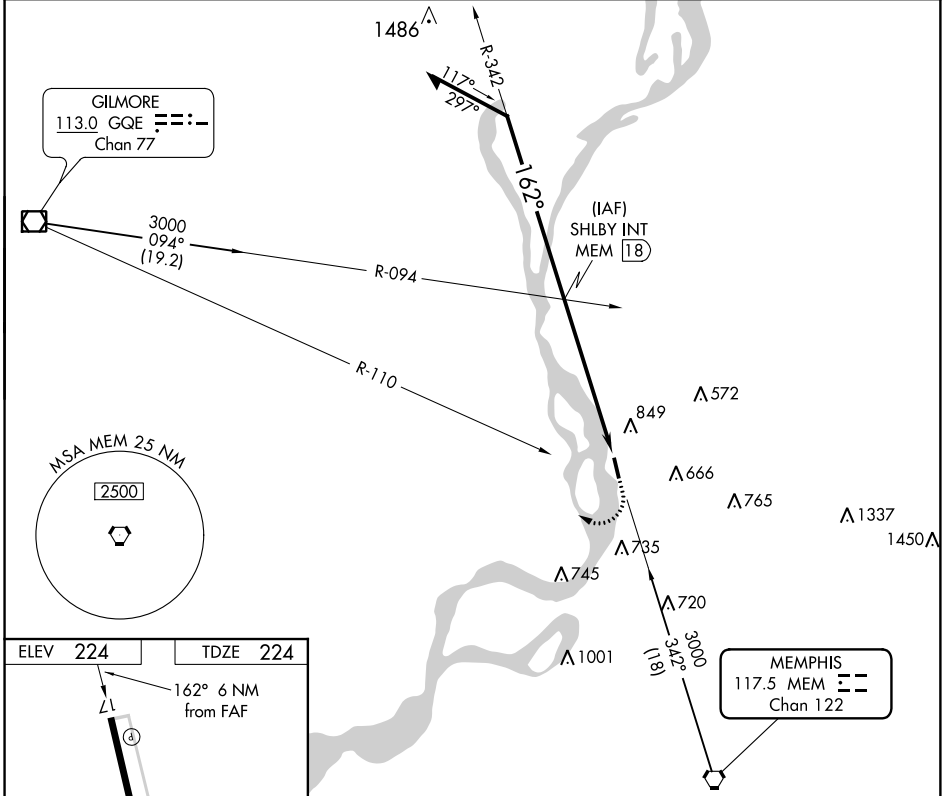 1486
R-342
117°
297°
GILMORE
113.0 GQE
Chan 77
162°
(IAF)
SHLBY INT
MEM 18
3000
094°
(19.2)
R-094
R-110
849
572
MSA MEM 25 NM
2500
666
765
1337
1450
735
745
720
3000
342°
(18)
1001
MEMPHIS
117.5 MEM
Chan 122
ELEV 224
TDZE 224
162° 6 NM
from FAF
17
P